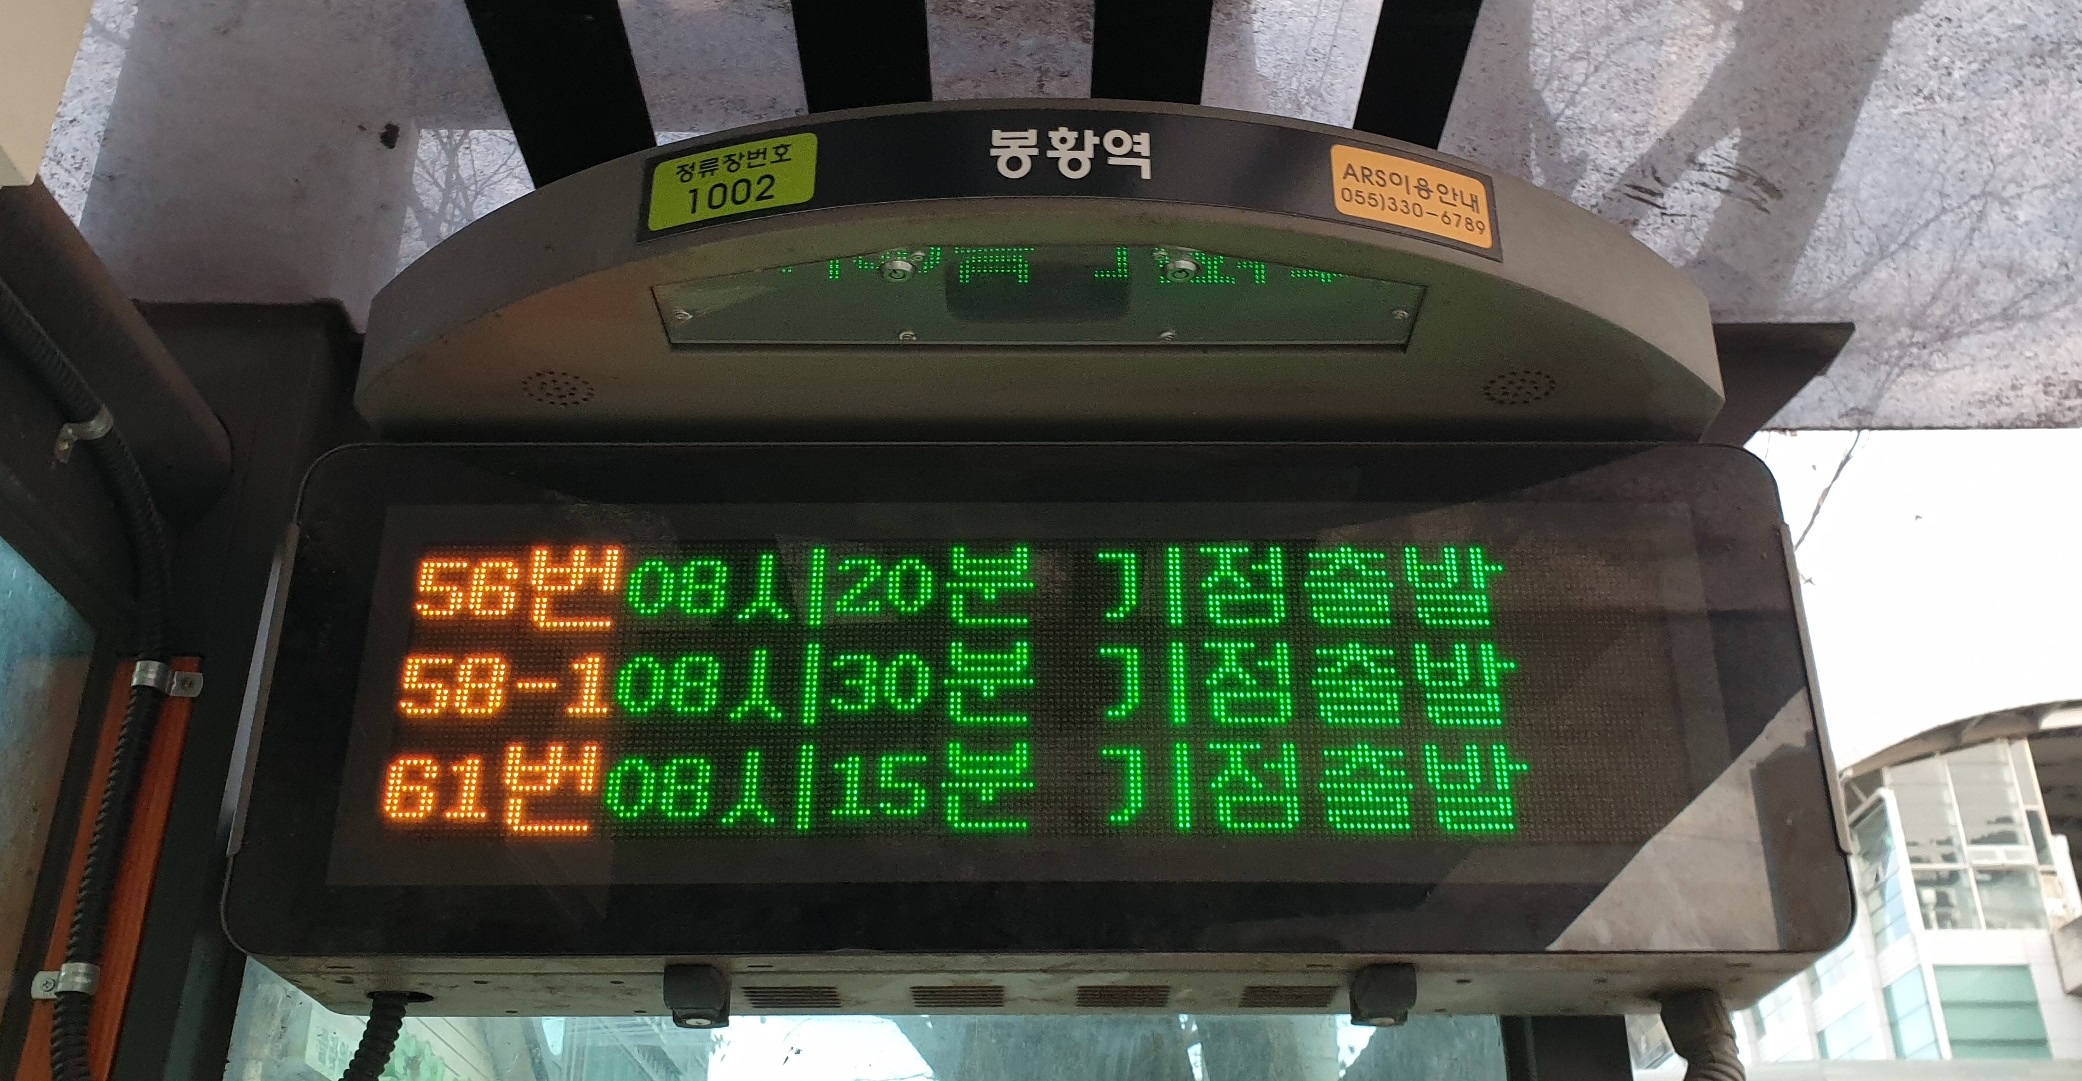 정류장번호
1002
봉황역
ARS이용안내
055)330-6789
56번08시20분 기점출발
58-108시30분 기점출발
61번08시15분 기점출발